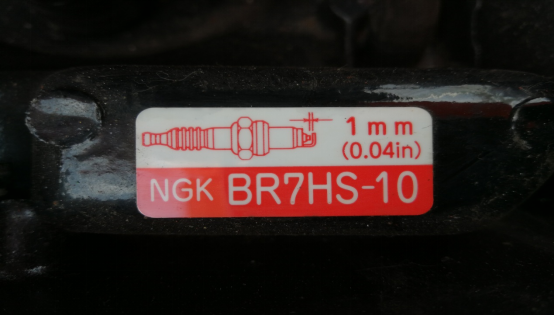 1 mm
(0.04in)
NGK BR7HS-10